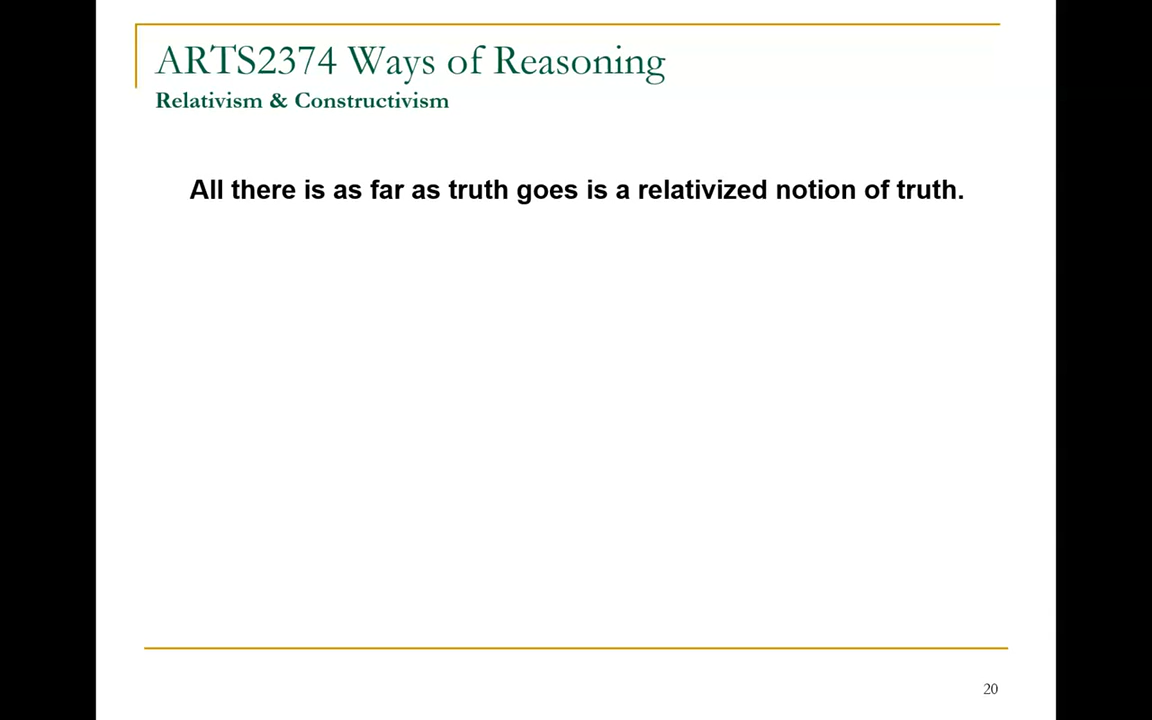 ARTS2374 Ways of Reasoning
Relativism & Constructivism
All there is as far as truth goes is a relativized notion of truth.
20